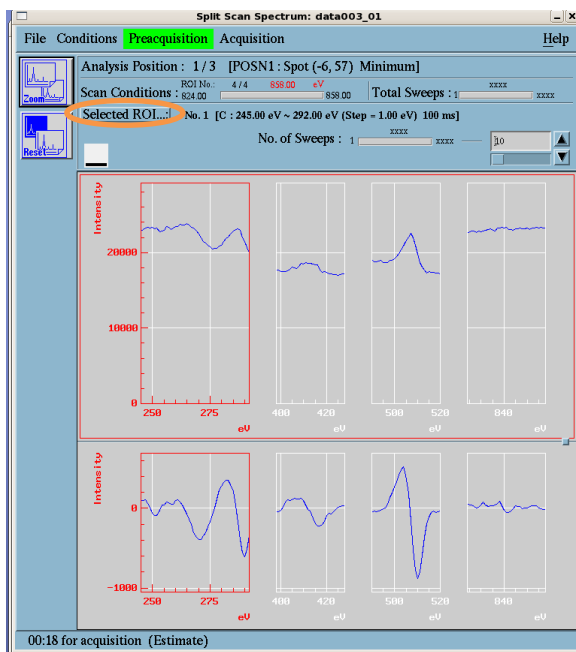 Split Scan Spectrum: data003_01
File Conditions Preacquisition Acquisition Help
Analysis Position : 1/3 [POSN1 : Spot (-6, 57) Minimum]
ROI No.: 4/4 858.00 eV xxxx
Scan Conditions : 824.00 858.00 Total Sweeps : 1 xxxx
Zoom
Selected ROI...: No. 1 [C : 245.00 eV ~ 292.00 eV (Step = 1.00 eV) 100 ms]
xxxx
No. of Sweeps : 1 xxxx 10
Reset
Intensity
20000
10000
0
250 275 400 420 500 520 840
eV eV eV eV
Intensity
0
-1000
250 275 400 420 500 520 840
eV eV eV eV
00:18 for acquisition (Estimate)